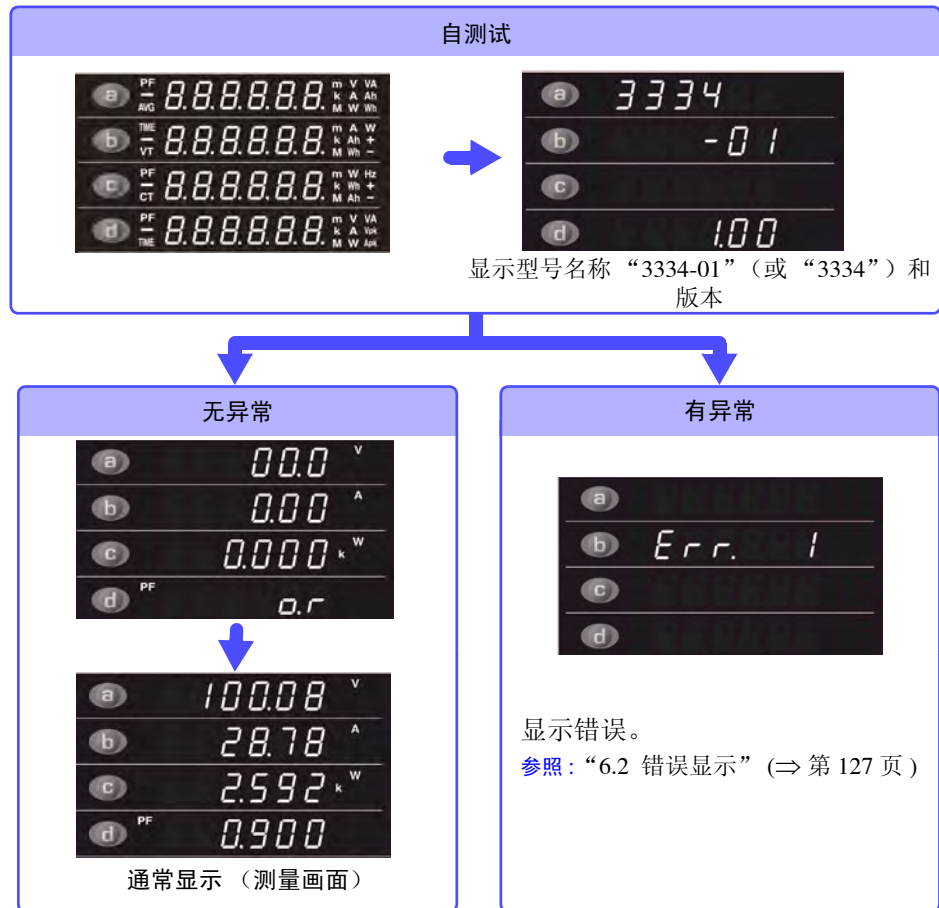 自测试
a PF AVG 8.8.8.8.8.8. m V VA k A Ah M W Wh
b TIME VT 8.8.8.8.8.8. m A W k Ah + M Wh -
c PF CT 8.8.8.8.8.8. m W Hz k Wh + M Ah -
d PF TIME 8.8.8.8.8.8. m V VA k A Vpk M W Apk
a 3334
b -01
c
d 1.00
显示型号名称 “3334-01”（或 “3334”）和
版本
无异常
a 00.0 V
b 0.00 A
c 0.000 k W
d PF o.r
a 100.08 V
b 28.78 A
c 2.592 k W
d PF 0.900
通常显示 （测量画面）
有异常
a
b Err. 1
c
d
显示错误。
参照：“6.2 错误显示” (⇒ 第 127 页 )